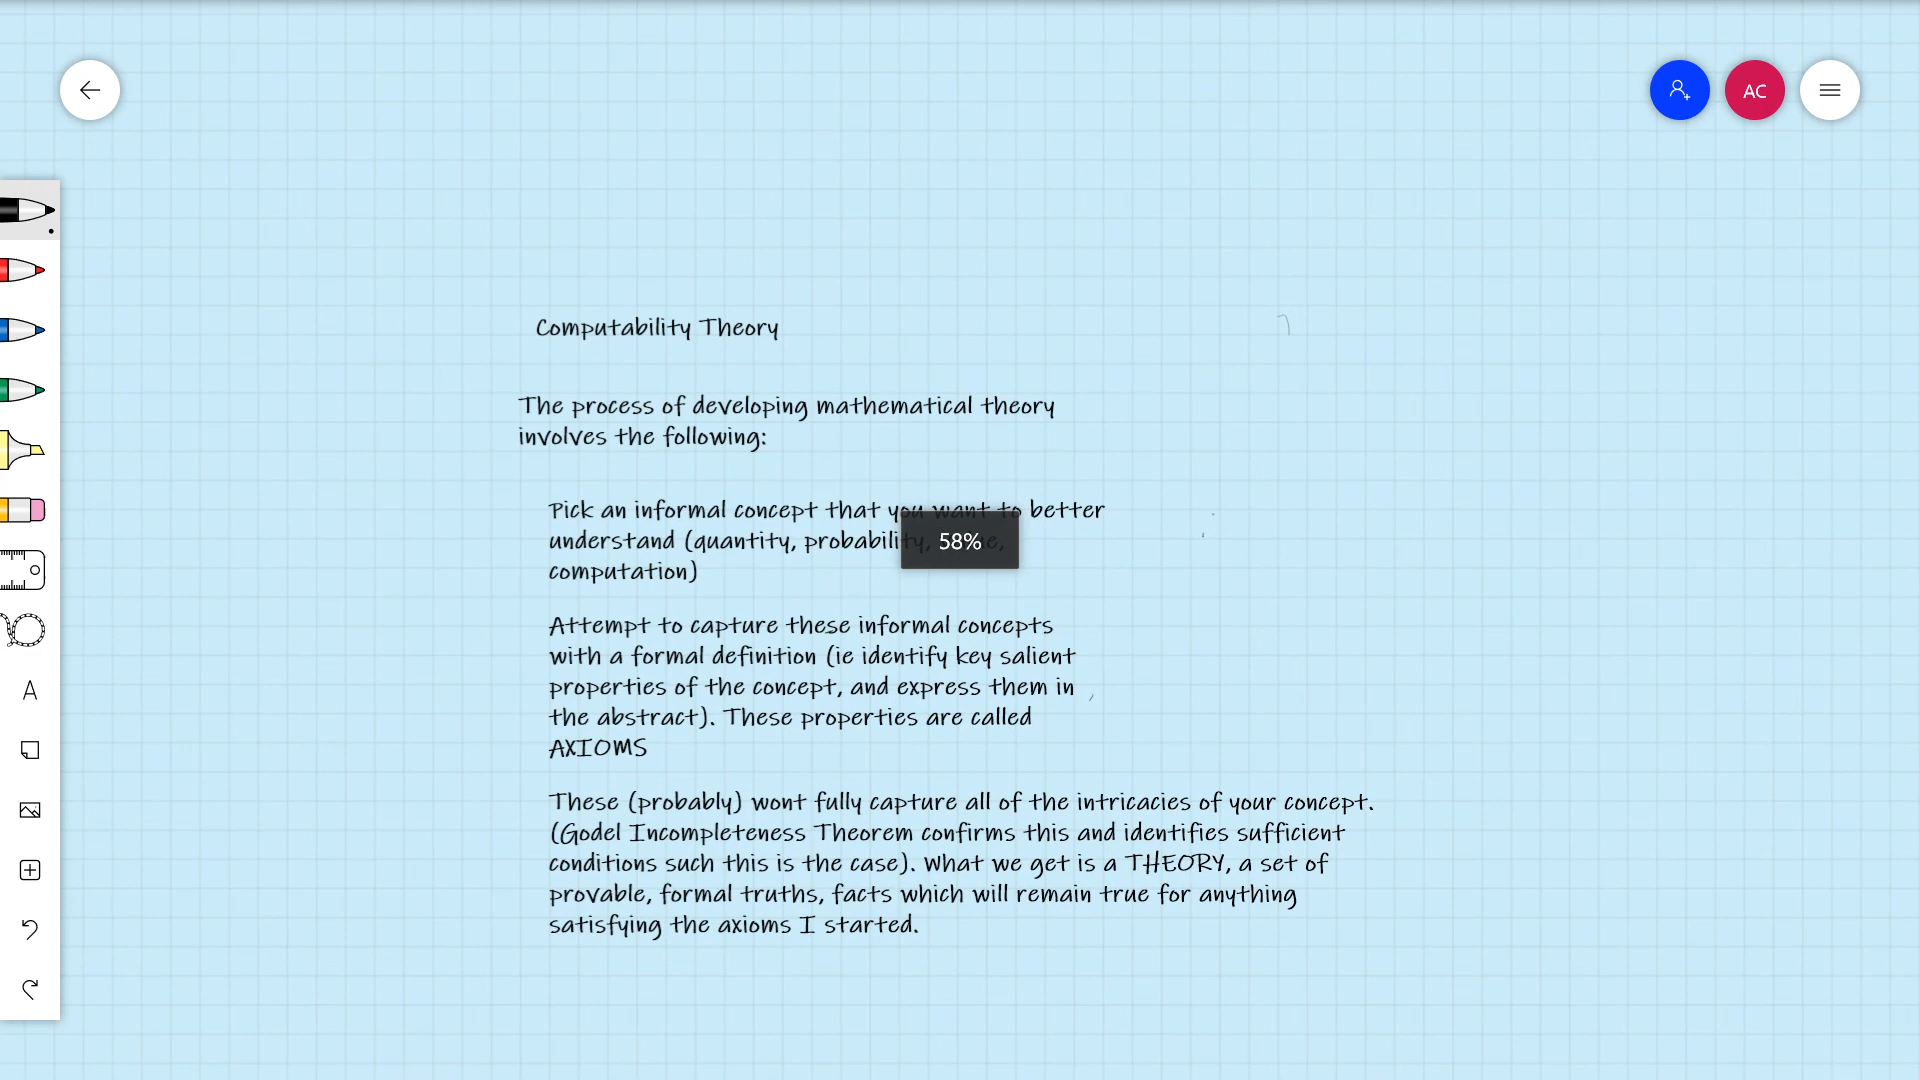 AC
Computability Theory
The process of developing mathematical theory
involves the following:
Pick an informal concept that you want to better
understand (quantity, probability,
58%
computation)
Attempt to capture these informal concepts
with a formal definition (ie identify key salient
properties of the concept, and express them in
the abstract). These properties are called
AXIOMS
These (probably) wont fully capture all of the intricacies of your concept.
(Godel Incompleteness Theorem confirms this and identifies sufficient
conditions such this is the case). What we get is a THEORY, a set of
provable, formal truths, facts which will remain true for anything
satisfying the axioms I started.